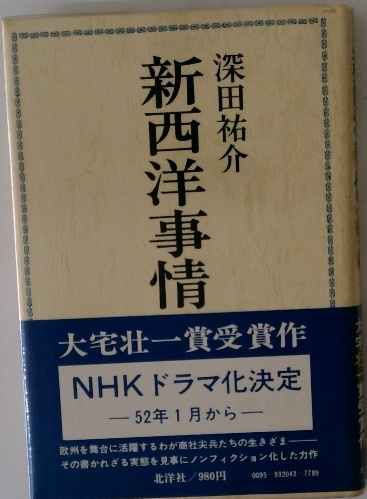 深田祐介
新西洋事情
大宅壮一賞受賞作
NHKドラマ化決定
—52年1月から—
欧州を舞台に活躍するわが商社尖兵たちの生きざま――
その書かれざる実態を見事にノンフィクション化した力作
北洋社／980円
0095-932043-7789